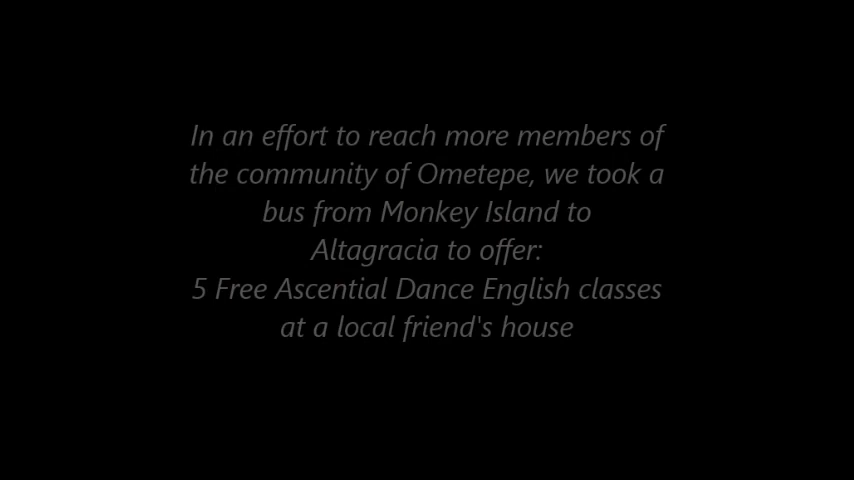 In an effort to reach more members of
the community of Ometepe, we took a
bus from Monkey Island to
Altagracia to offer:
5 Free Ascential Dance English classes
at a local friend's house